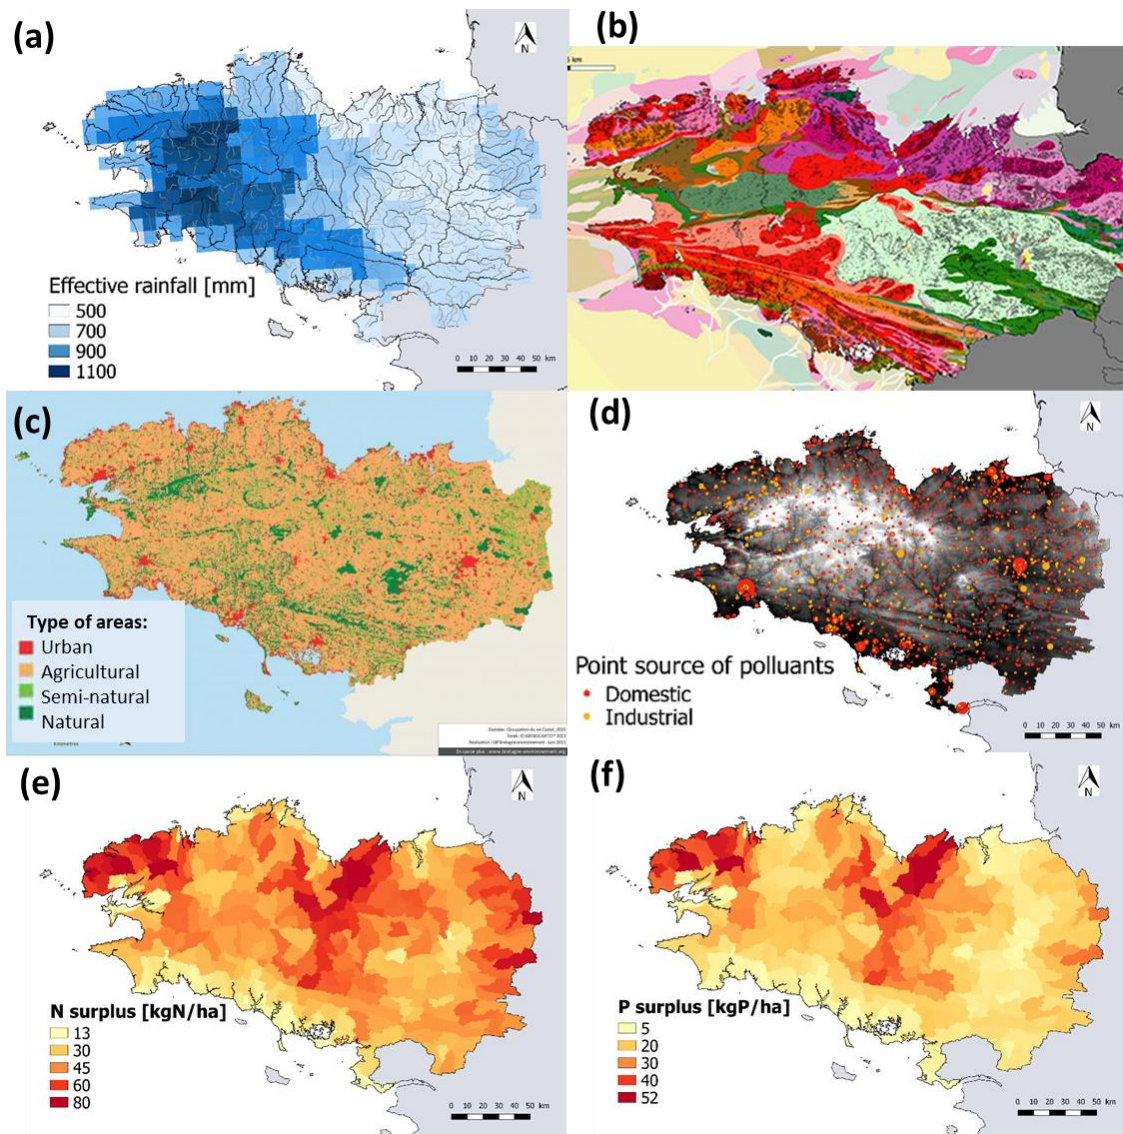 (a)
N
Effective rainfall [mm]
500
700
900
1100
0 10 20 30 40 50 km
(b)
km
(c)
Type of areas:
Urban
Agricultural
Semi-natural
Natural
(d)
N
Point source of polluants
Domestic
Industrial
0 10 20 30 40 50 km
(e)
N
N surplus [kgN/ha]
13
30
45
60
80
0 10 20 30 40 50 km
(f)
N
P surplus [kgP/ha]
5
20
30
40
52
0 10 20 30 40 50 km